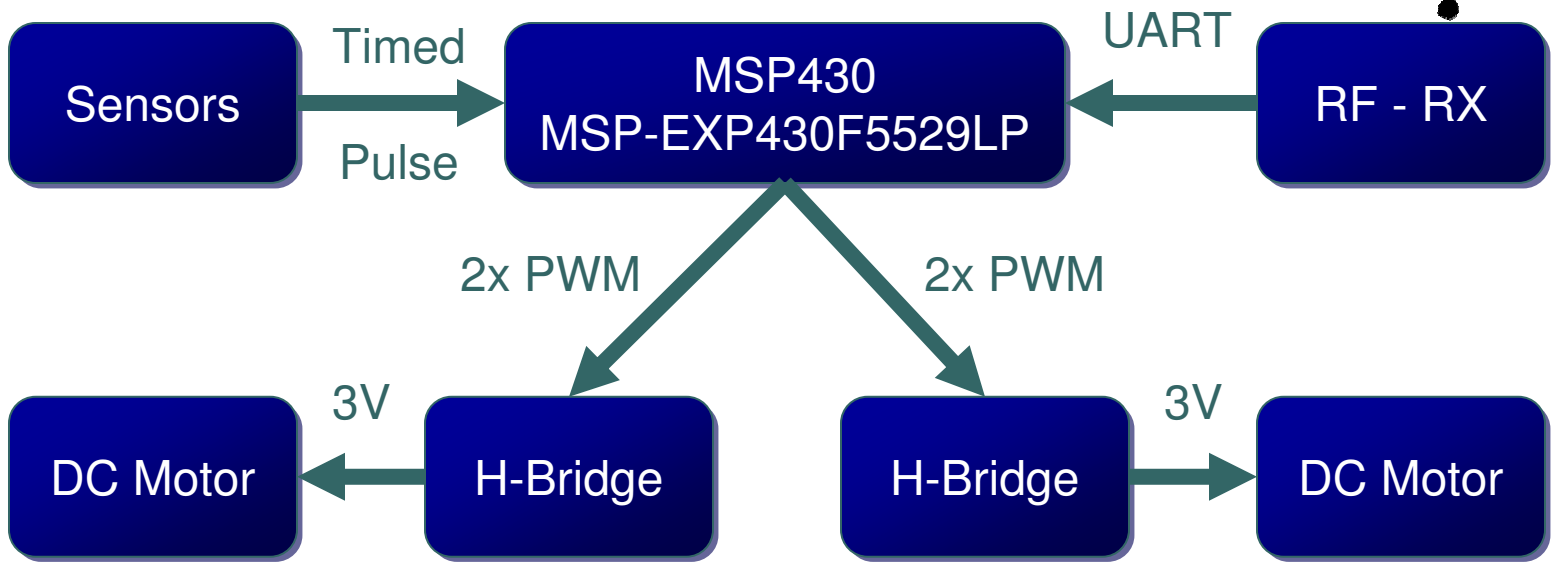 Sensors
Timed
Pulse
MSP430
MSP-EXP430F5529LP
UART
RF - RX
2x PWM
2x PWM
DC Motor
3V
H-Bridge
H-Bridge
3V
DC Motor